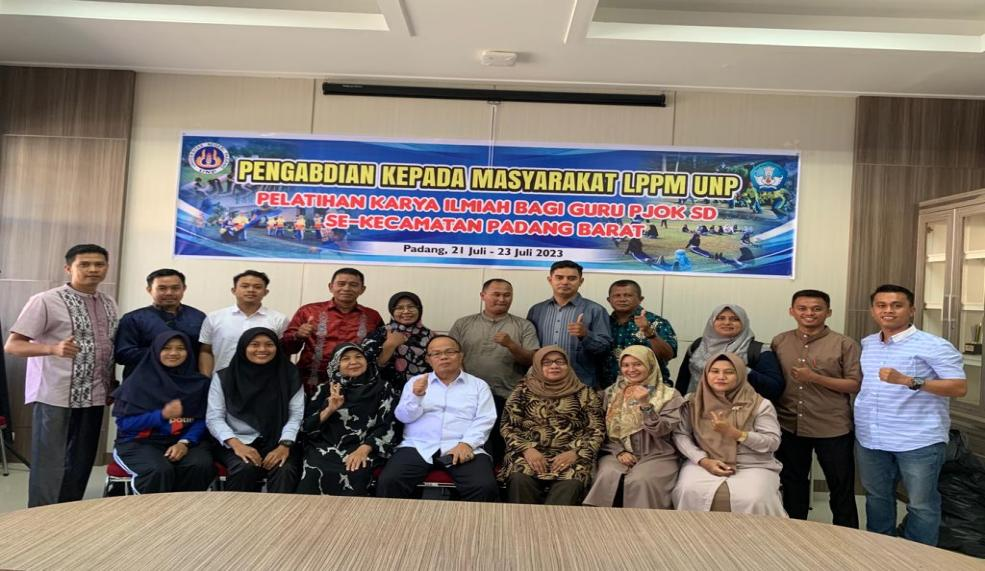 PENGABDIAN KEPADA MASYARAKAT LPPM UNP
PELATIHAN KARYA ILMIAH BAGI GURU PJOK SD
SE-KECAMATAN PADANG BARAT
Padang, 21 Juli - 23 Juli 2023